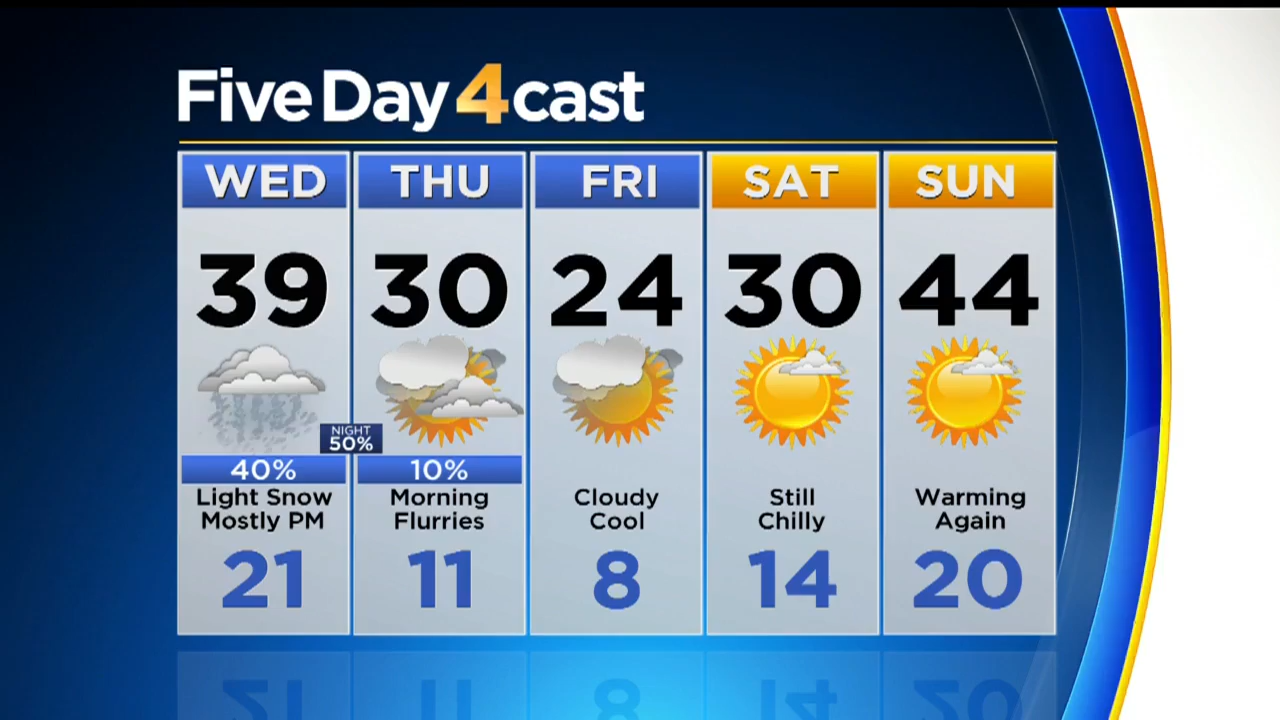 Five Day 4cast
WED THU FRI SAT SUN
39 30 24 30 44
NIGHT
50%
40% 10%
Light Snow Morning Cloudy Still Warming
Mostly PM Flurries Cool Chilly Again
21 11 8 14 20